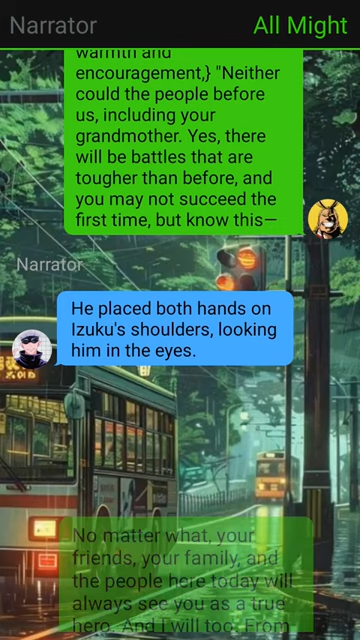 Narrator
All Might
warmth and
encouragement,} "Neither
could the people before
us, including your
grandmother. Yes, there
will be battles that are
tougher than before, and
you may not succeed the
first time, but know this—
Narrator
He placed both hands on
Izuku's shoulders, looking
him in the eyes.
No matter what, your
friends, your family, and
the people here today will
always see you as a true
hero. And I will too. From